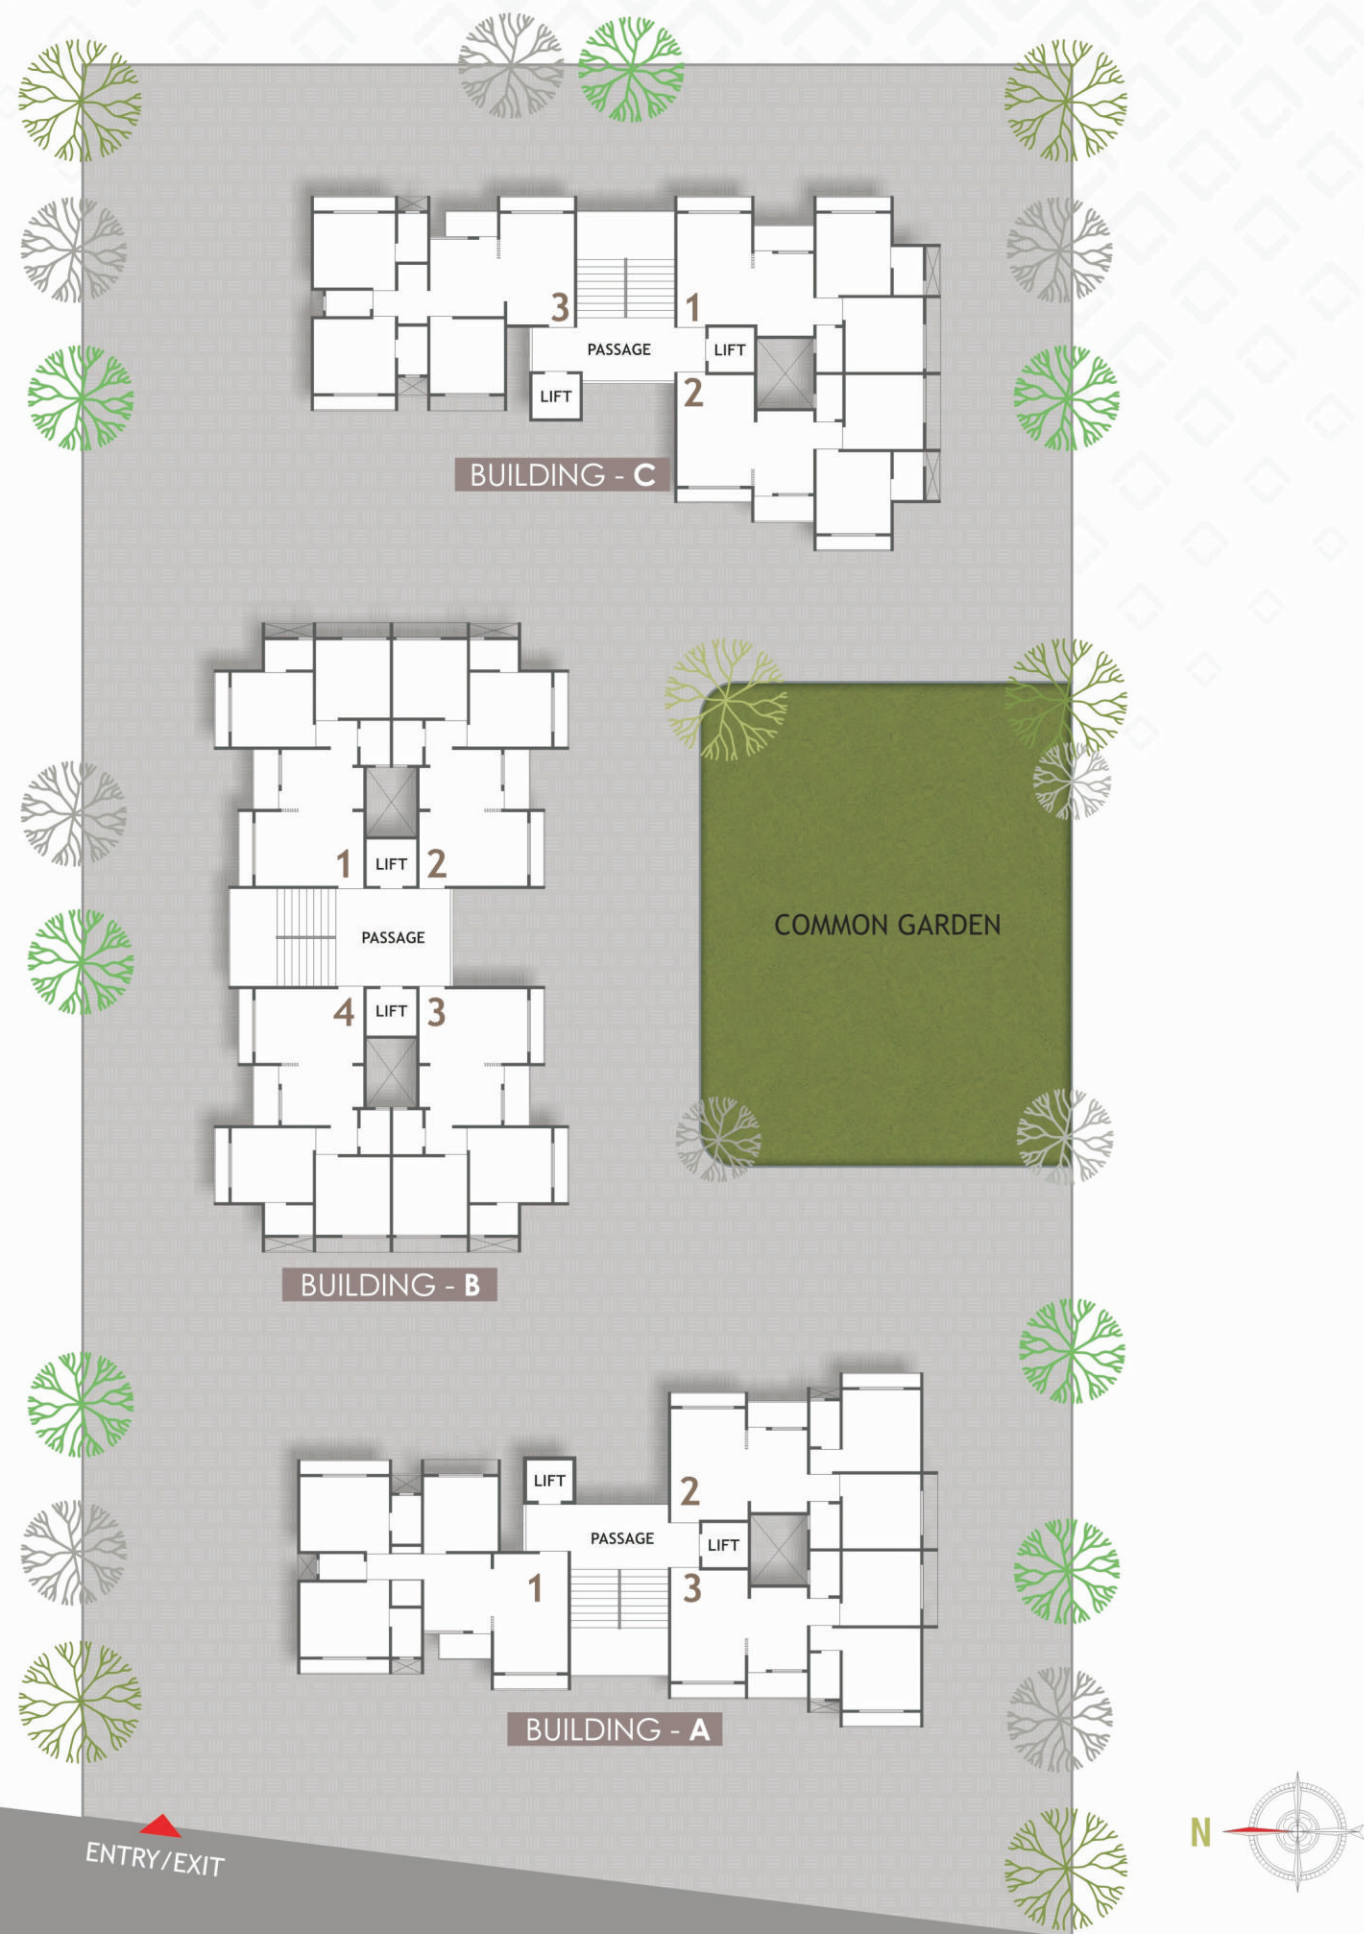 3
1
PASSAGE
LIFT
LIFT
2
BUILDING - C
1
LIFT
2
PASSAGE
COMMON GARDEN
4
LIFT
3
BUILDING - B
LIFT
2
PASSAGE
LIFT
1
3
BUILDING - A
N
ENTRY/EXIT